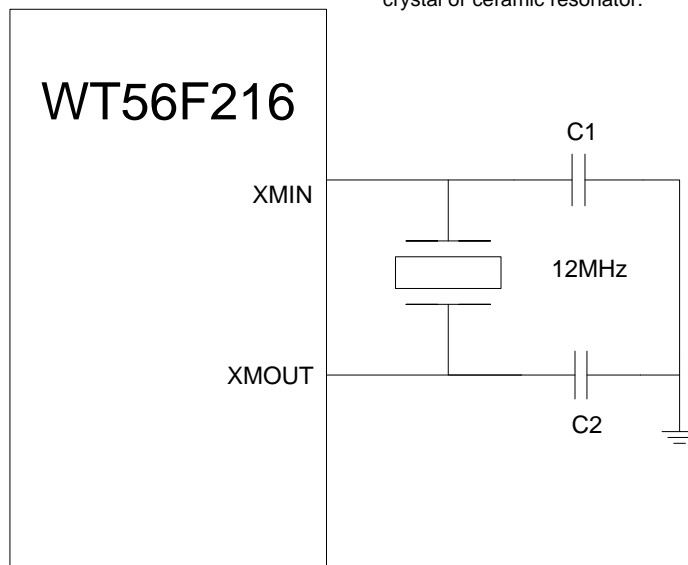 crystal or ceramic resonator.
WT56F216
C1
XMIN
12MHz
XMOUT
C2